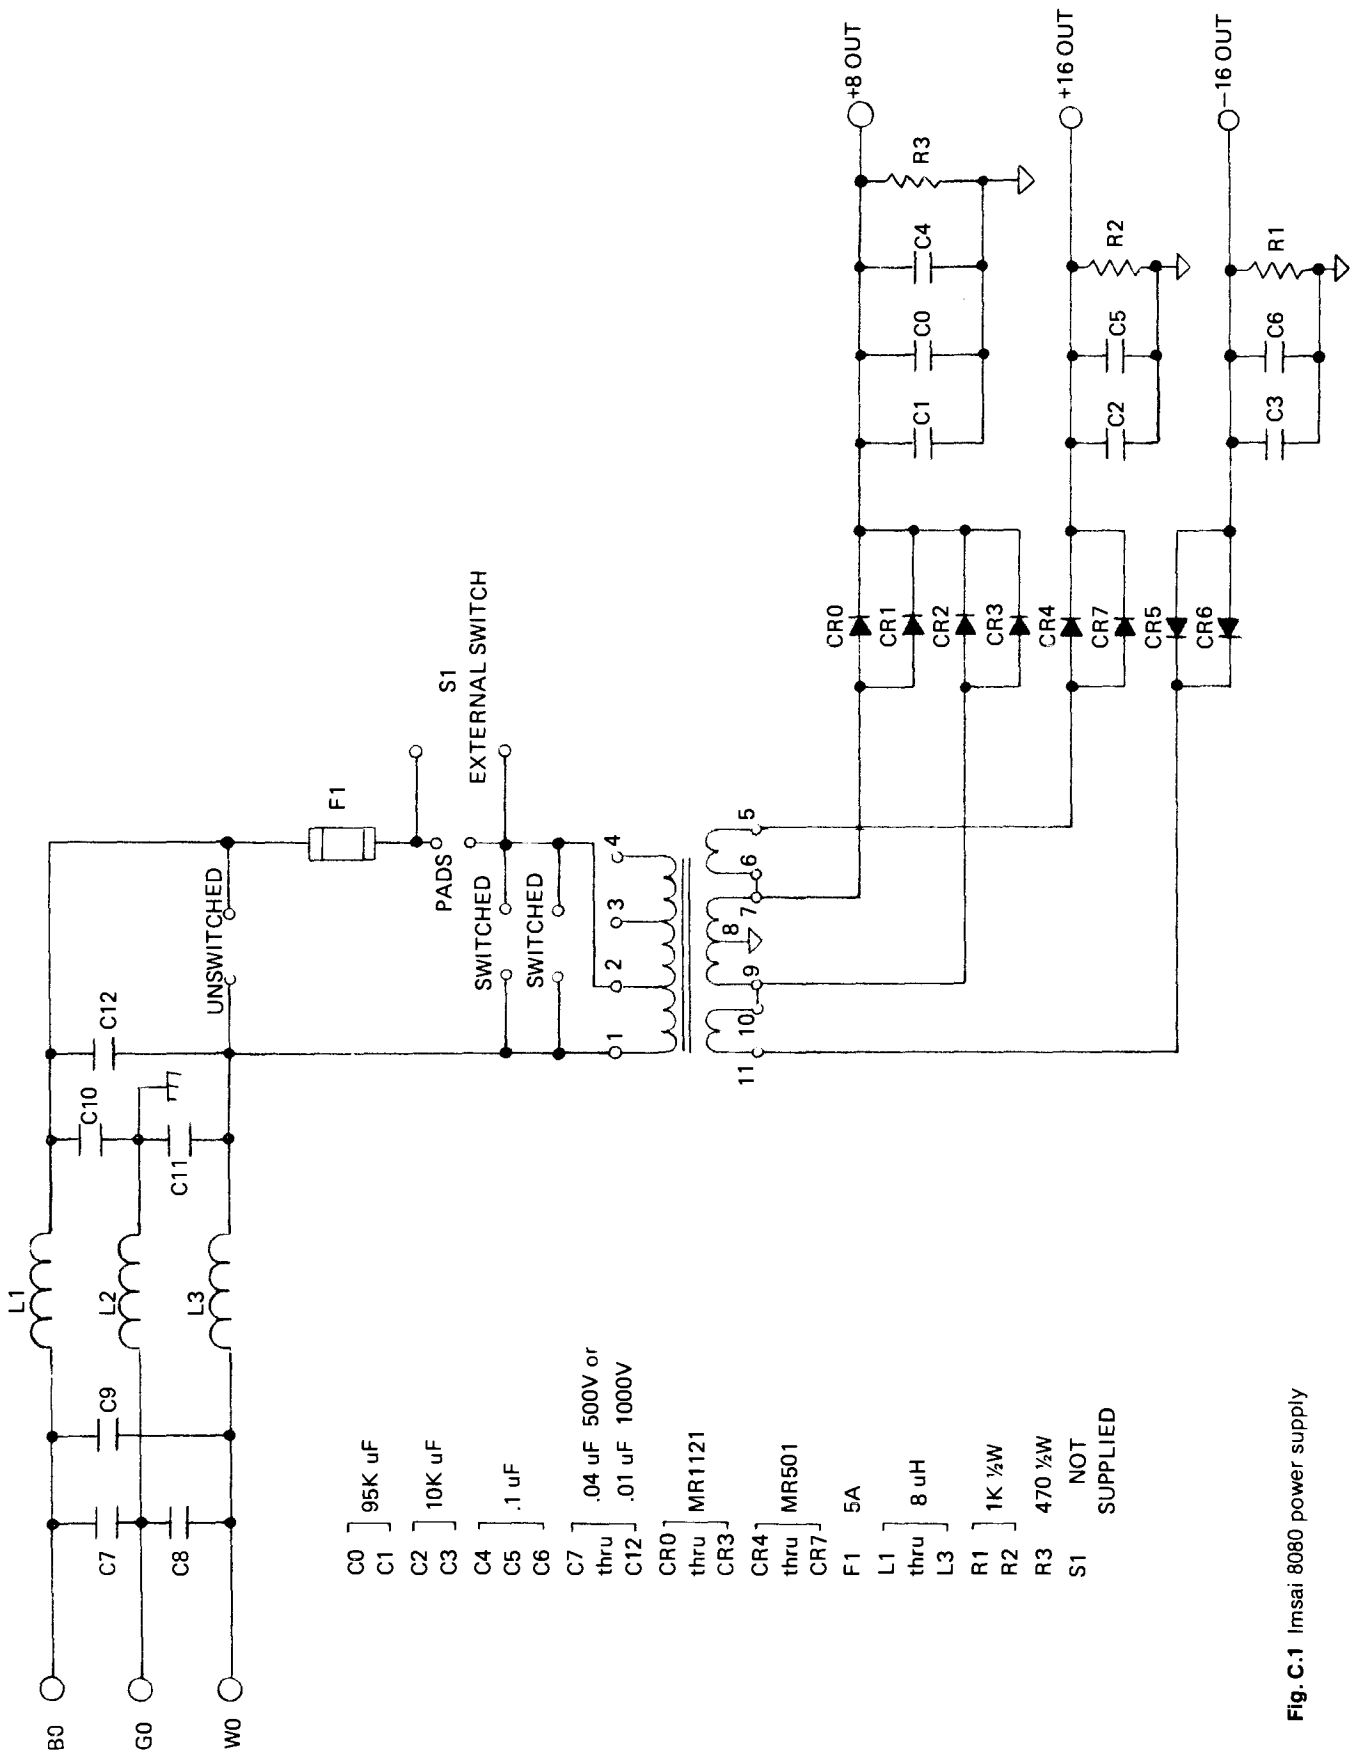 B0
G0
W0
C7
C8
C9
L1
L2
L3
C10
C11
C12
UNSWITCHED
F1
PADS
S1
EXTERNAL SWITCH
SWITCHED
SWITCHED
1
2
3
4
11
10
9
8
7
6
5
CR0
CR1
CR2
CR3
CR4
CR7
CR5
CR6
C1
C0
C4
R3
+8 OUT
C2
C5
R2
+16 OUT
C3
C6
R1
−16 OUT
C0
C1
95K uF
C2
C3
10K uF
C4
C5
C6
.1 uF
C7
thru
C12
.04 uF 500V or
.01 uF 1000V
CR0
thru
CR3
MR1121
CR4
thru
CR7
MR501
F1 5A
L1
thru
L3
8 uH
R1
R2
1K ½W
R3 470 ½W
S1 NOT
SUPPLIED
Fig. C.1 Imsai 8080 power supply